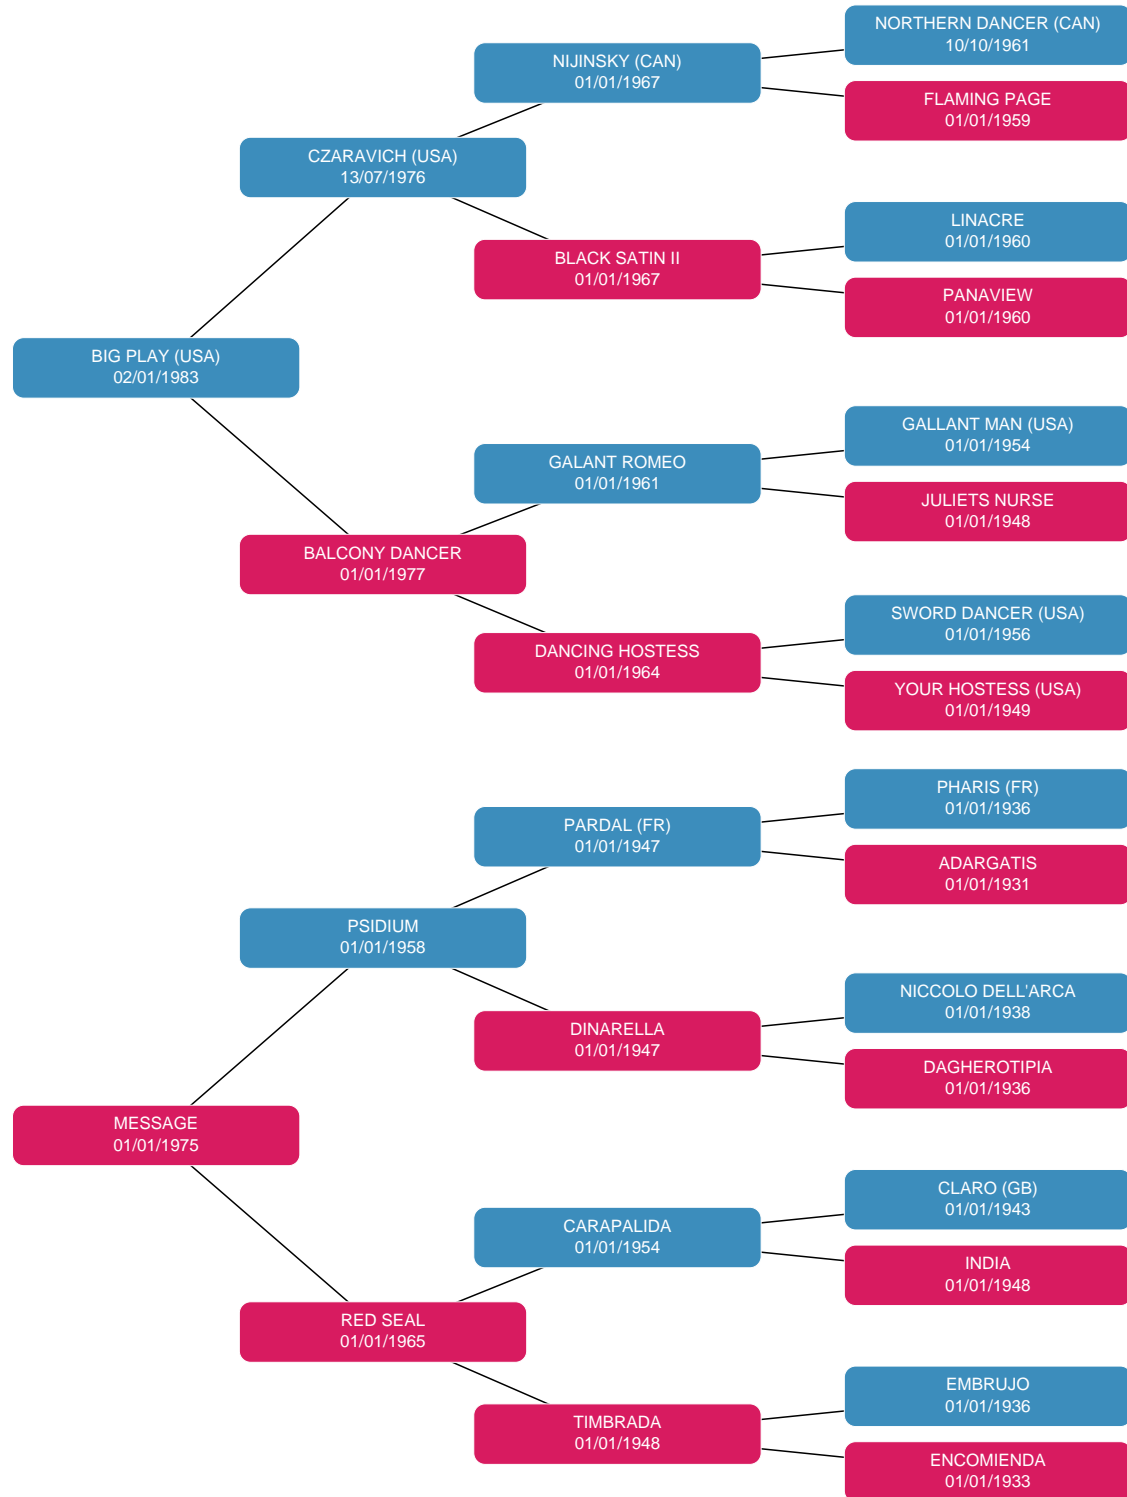 NORTHERN DANCER (CAN)
10/10/1961
NIJINSKY (CAN)
01/01/1967
FLAMING PAGE
01/01/1959
CZARAVICH (USA)
13/07/1976
LINACRE
01/01/1960
BLACK SATIN II
01/01/1967
PANAVIEW
01/01/1960
BIG PLAY (USA)
02/01/1983
GALLANT MAN (USA)
01/01/1954
GALANT ROMEO
01/01/1961
JULIETS NURSE
01/01/1948
BALCONY DANCER
01/01/1977
SWORD DANCER (USA)
01/01/1956
DANCING HOSTESS
01/01/1964
YOUR HOSTESS (USA)
01/01/1949
PHARIS (FR)
01/01/1936
PARDAL (FR)
01/01/1947
ADARGATIS
01/01/1931
PSIDIUM
01/01/1958
NICCOLO DELL'ARCA
01/01/1938
DINARELLA
01/01/1947
DAGHEROTIPIA
01/01/1936
MESSAGE
01/01/1975
CLARO (GB)
01/01/1943
CARAPALIDA
01/01/1954
INDIA
01/01/1948
RED SEAL
01/01/1965
EMBRUJO
01/01/1936
TIMBRADA
01/01/1948
ENCOMIENDA
01/01/1933